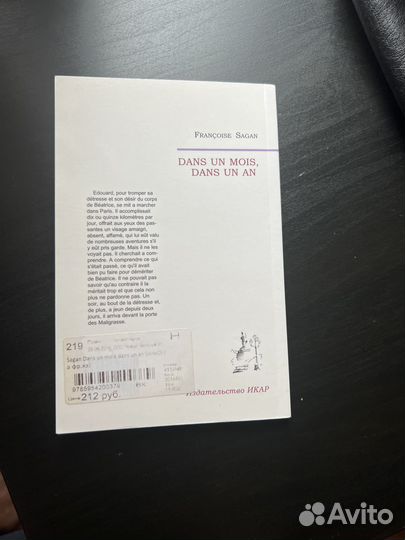 FRANÇOISE SAGAN
DANS UN MOIS,
DANS UN AN
Edouard, pour tromper sa
détresse et son désir du corps
de Béatrice, se mit a marcher
dans Paris. Il accomplissait
dix ou quinze kilomètres par
jour, offrait aux yeux des pas-
santes un visage amaigri,
absent, affamé, qui lui eût valu
de nombreuses aventures s'il
y eût pris garde. Mais il ne les
voyait pas. Il cherchait a com-
prendre. A comprendre ce qui
s'était passé, ce qu'il avait
bien pu faire pour démériter
de Béatrice. Il ne pouvait pas
savoir qu'au contraire il la
méritait trop et que cela non
plus ne pardonne pas. Un
soir, au bout de la détresse et,
de plus, a jeun depuis deux
jours, il arriva devant la porte
des Malignasse.
219
Sagan Dans un mois dans un an
9785954200379
212 руб.
Издательство ИКАР
Avito